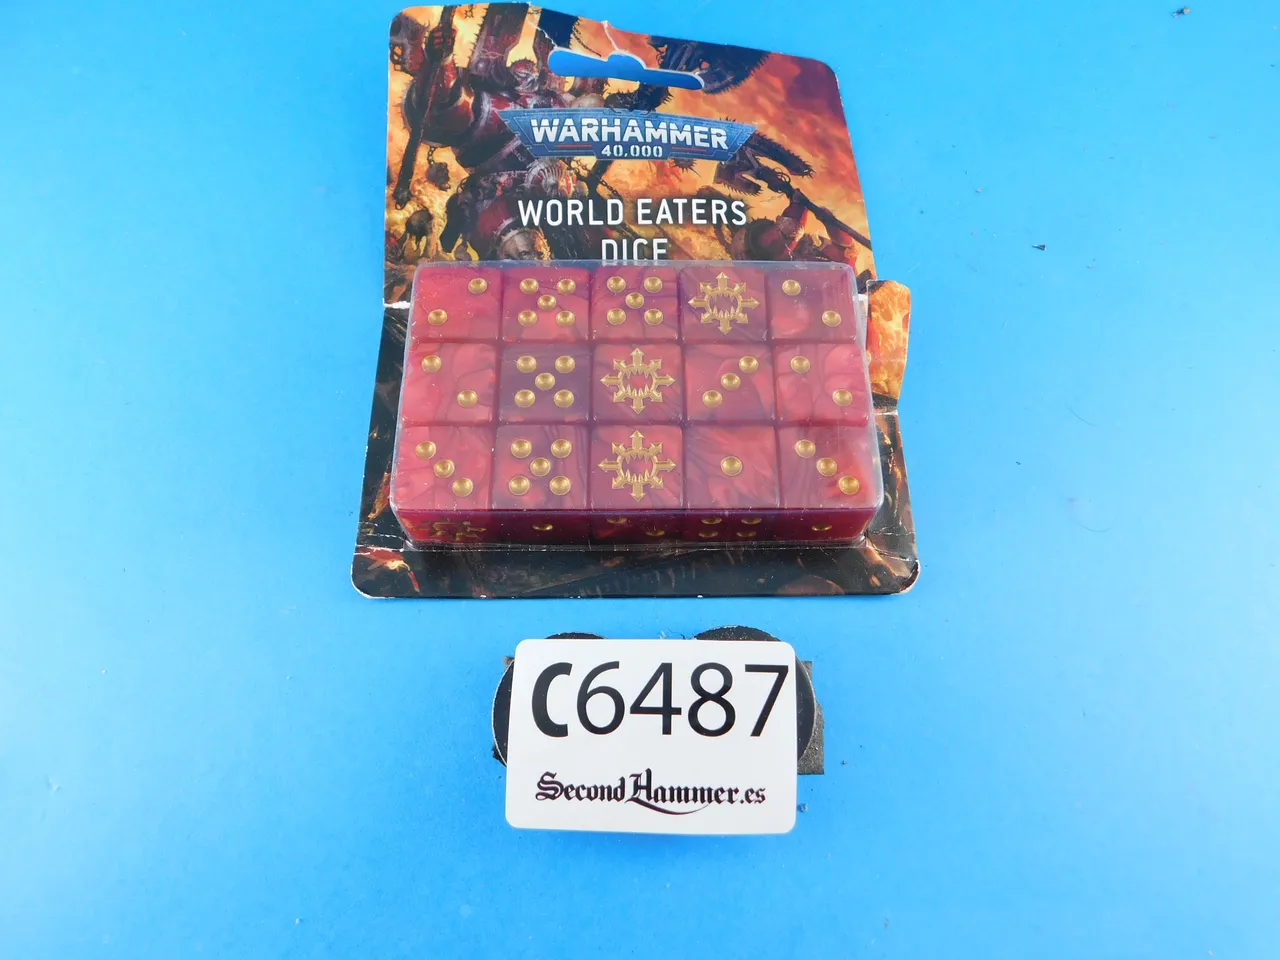 WARHAMMER
40,000
WORLD EATERS
DICE
C6487
SecondHammer.es